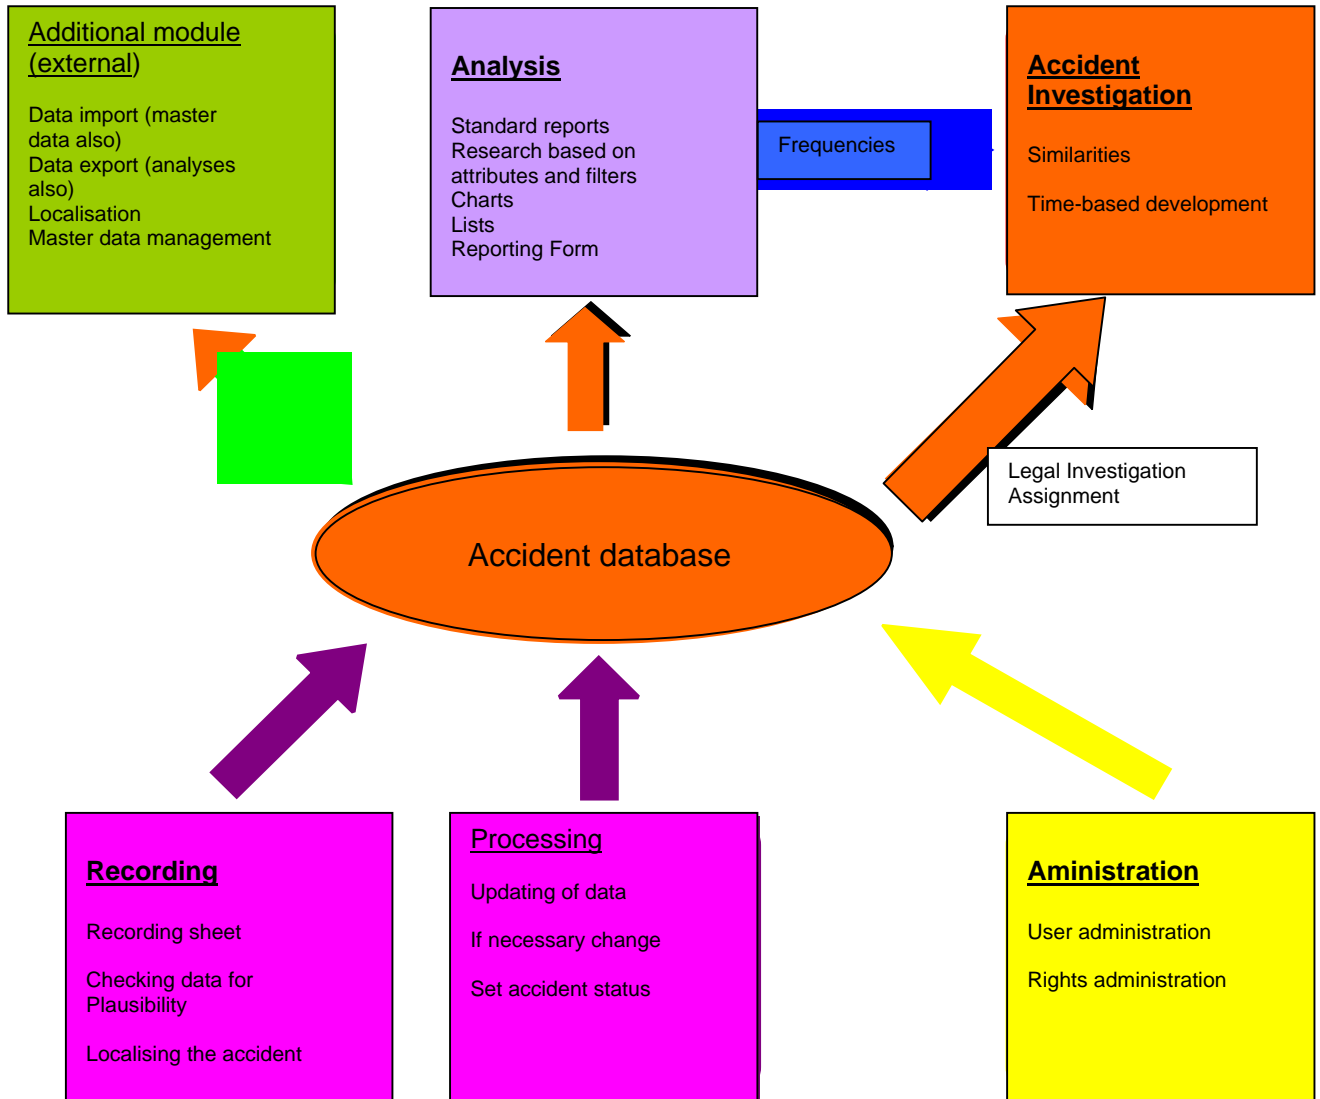 Additional module
(external)
Data import (master
data also)
Data export (analyses
also)
Localisation
Master data management
Analysis
Standard reports
Research based on
attributes and filters
Charts
Lists
Reporting Form
Frequencies
Accident
Investigation
Similarities
Time-based development
Legal Investigation
Assignment
Accident database
Recording
Recording sheet
Checking data for
Plausibility
Localising the accident
Processing
Updating of data
If necessary change
Set accident status
Aministration
User administration
Rights administration